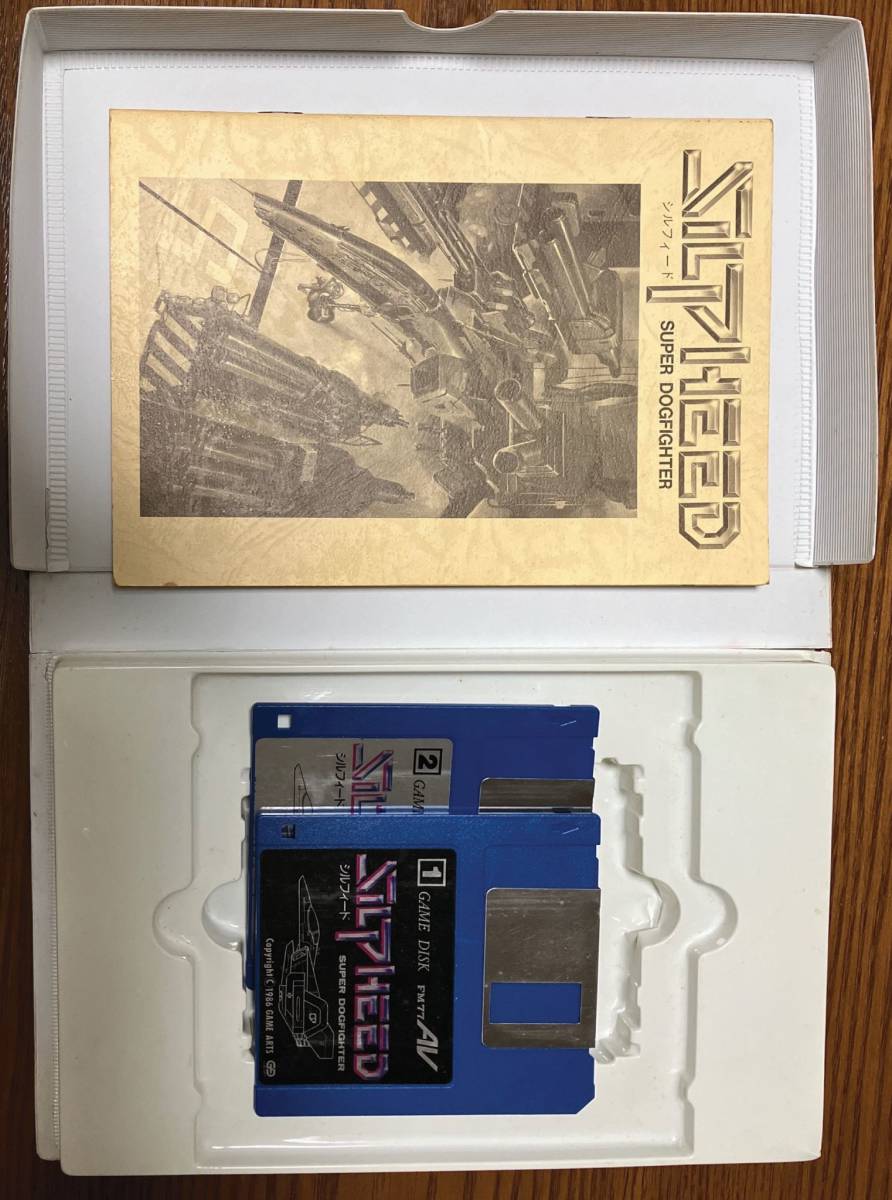 SILPHEED
シルフィード
SUPER DOGFIGHTER
2 GAM
シルフィード
1 GAME DISK FM77AV
SILPHEED
シルフィード
SUPER DOGFIGHTER
Copyright C 1986 GAME ARTS